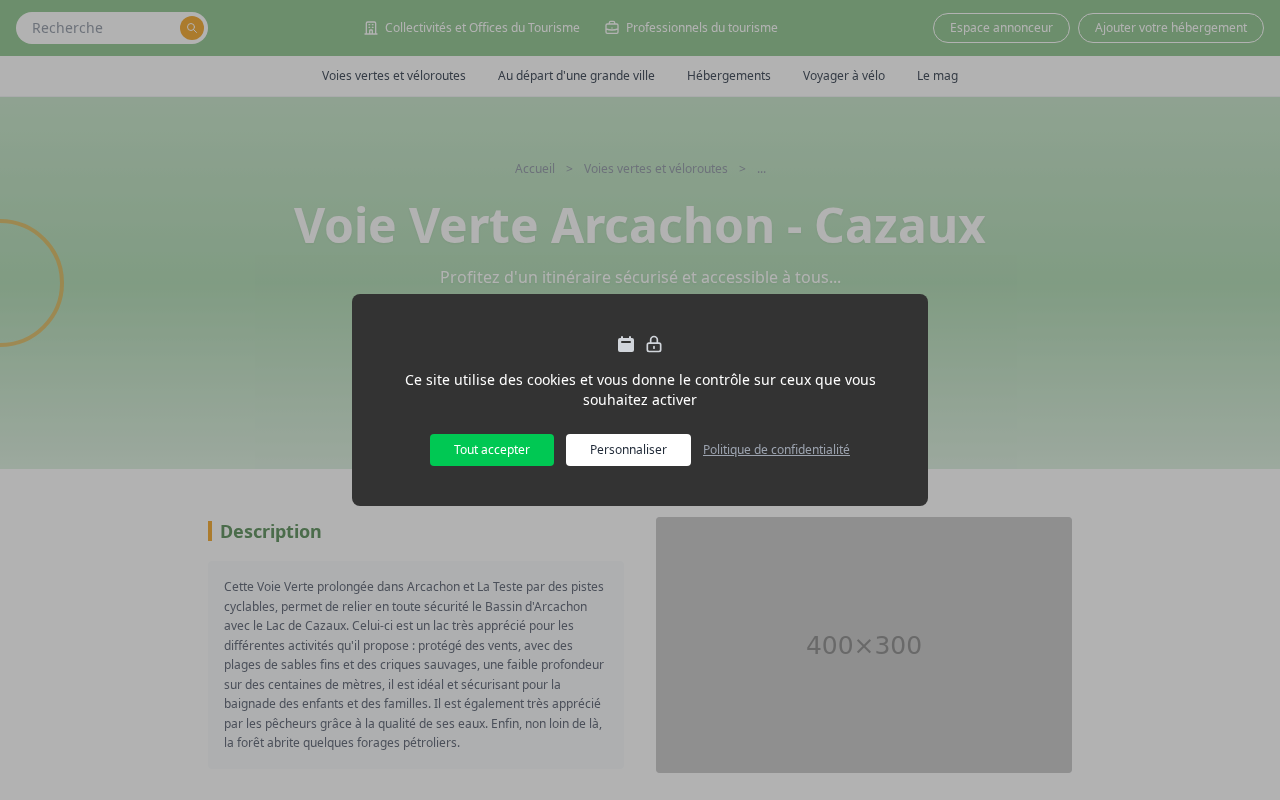 Recherche
Collectivités et Offices du Tourisme
Professionnels du tourisme
Espace annonceur
Ajouter votre hébergement
Voies vertes et véloroutes
Au départ d'une grande ville
Hébergements
Voyager à vélo
Le mag
Accueil > Voies vertes et véloroutes > ...
Voie Verte Arcachon - Cazaux
Profitez d'un itinéraire sécurisé et accessible à tous...
Ce site utilise des cookies et vous donne le contrôle sur ceux que vous
souhaitez activer
Tout accepter
Personnaliser
Politique de confidentialité
Description
Cette Voie Verte prolongée dans Arcachon et La Teste par des pistes
cyclables, permet de relier en toute sécurité le Bassin d'Arcachon
avec le Lac de Cazaux. Celui-ci est un lac très apprécié pour les
différentes activités qu'il propose : protégé des vents, avec des
plages de sables fins et des criques sauvages, une faible profondeur
sur des centaines de mètres, il est idéal et sécurisant pour la
baignade des enfants et des familles. Il est également très apprécié
par les pêcheurs grâce à la qualité de ses eaux. Enfin, non loin de là,
la forêt abrite quelques forages pétroliers.
400×300